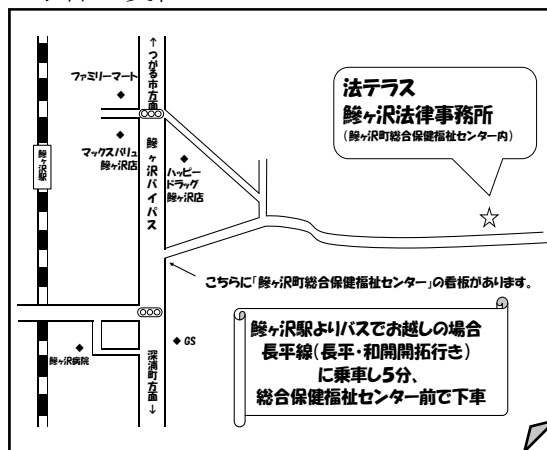 ↑つがる市方面
ファミリーマート
法テラス
鰺ヶ沢法律事務所
(鰺ヶ沢町総合保健福祉センター内)
鰺ヶ沢駅
マックスバリュ
鰺ヶ沢店
鰺ヶ沢バイパス
ハッピー
ドラッグ
鰺ヶ沢店
こちらに「鰺ヶ沢町総合保健福祉センター」の看板があります。
鰺ヶ沢病院
GS
深浦町方面↓
鰺ヶ沢駅よりバスでお越しの場合
長平線(長平・和開開拓行き)
に乗車し5分、
総合保健福祉センター前で下車